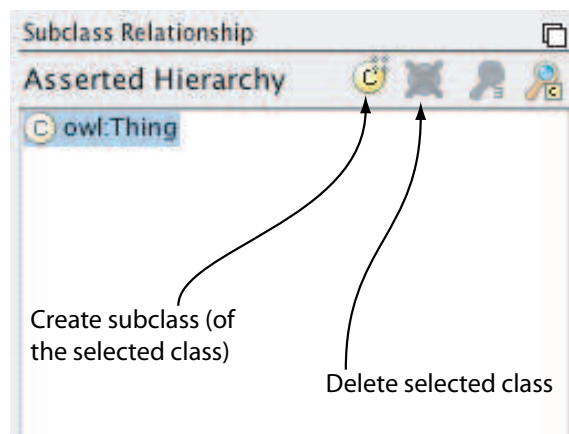 Subclass Relationship
Asserted Hierarchy
C owl:Thing
Create subclass (of
the selected class)
Delete selected class